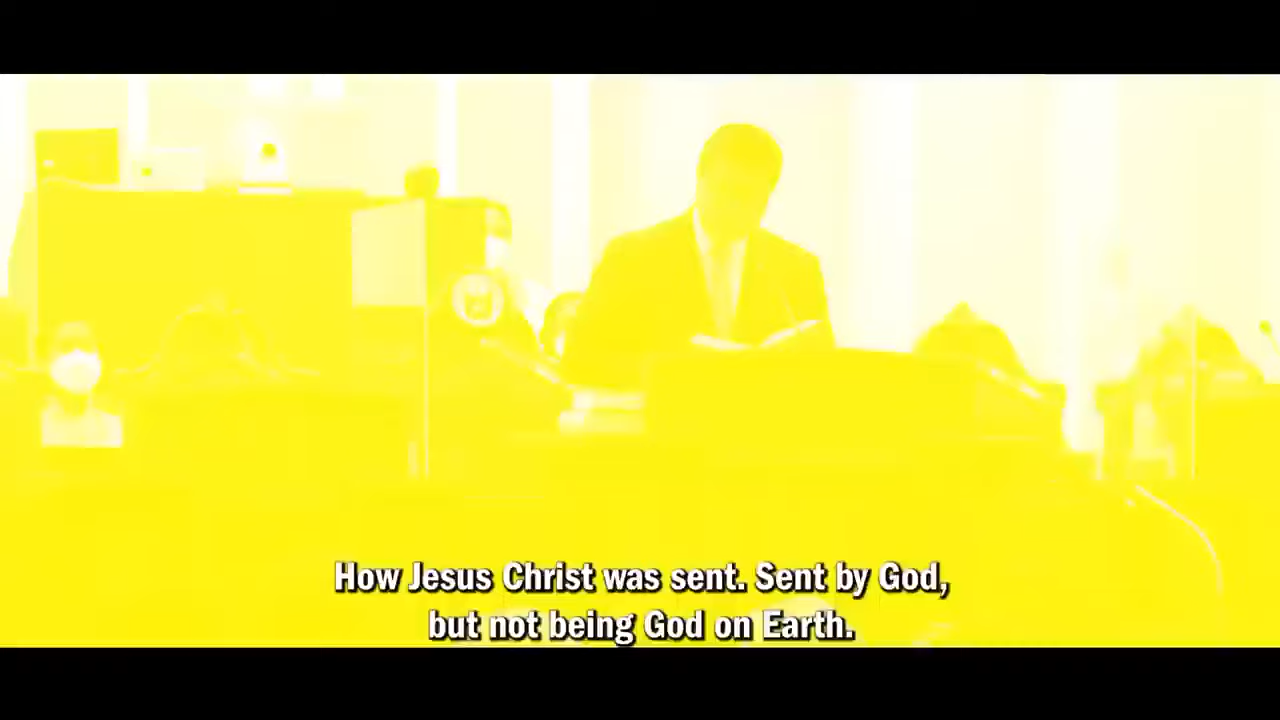 How Jesus Christ was sent. Sent by God,
but not being God on Earth.